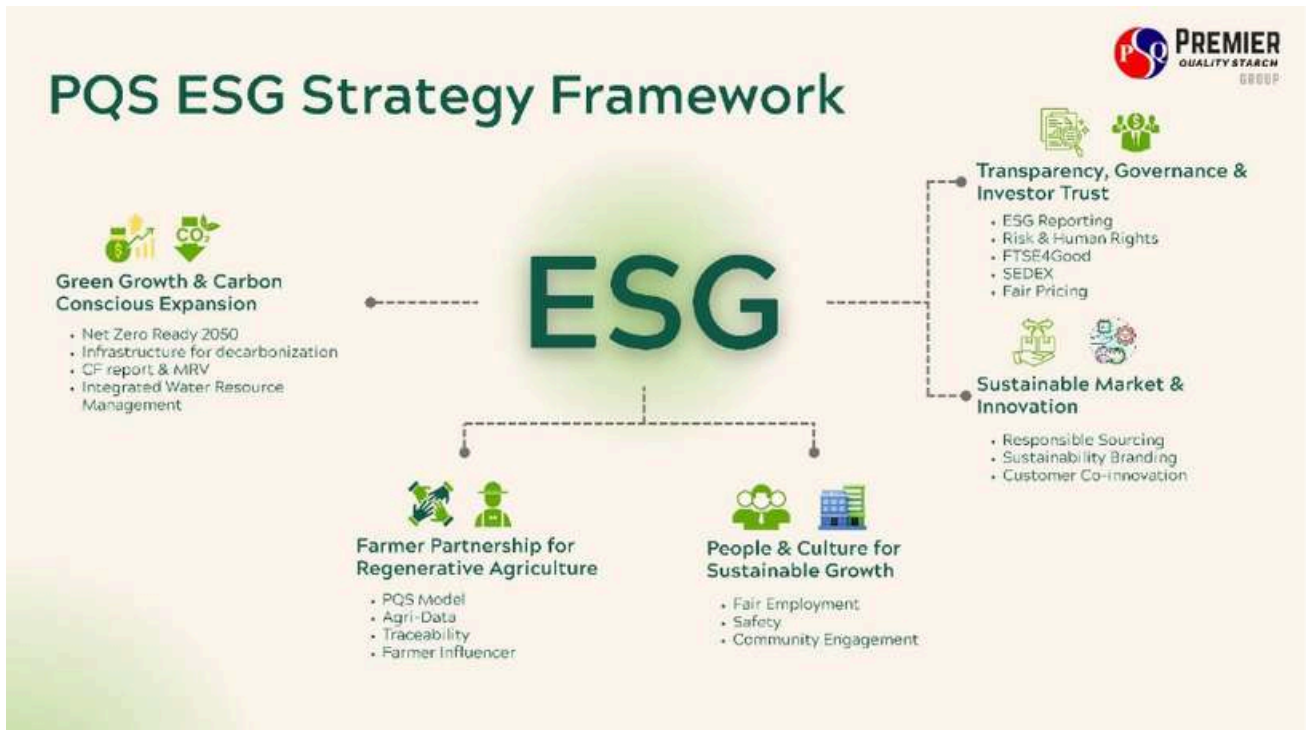 PSQ PREMIER
QUALITY STARCH
GROUP
PQS ESG Strategy Framework
ESG
CO₂
Green Growth & Carbon
Conscious Expansion
• Net Zero Ready 2050
• Infrastructure for decarbonization
• CF report & MRV
• Integrated Water Resource
Management
Farmer Partnership for
Regenerative Agriculture
• PQS Model
• Agri-Data
• Traceability
• Farmer Influencer
People & Culture for
Sustainable Growth
• Fair Employment
• Safety
• Community Engagement
Transparency, Governance &
Investor Trust
• ESG Reporting
• Risk & Human Rights
• FTSE4Good
• SEDEX
• Fair Pricing
Sustainable Market &
Innovation
• Responsible Sourcing
• Sustainability Branding
• Customer Co-innovation